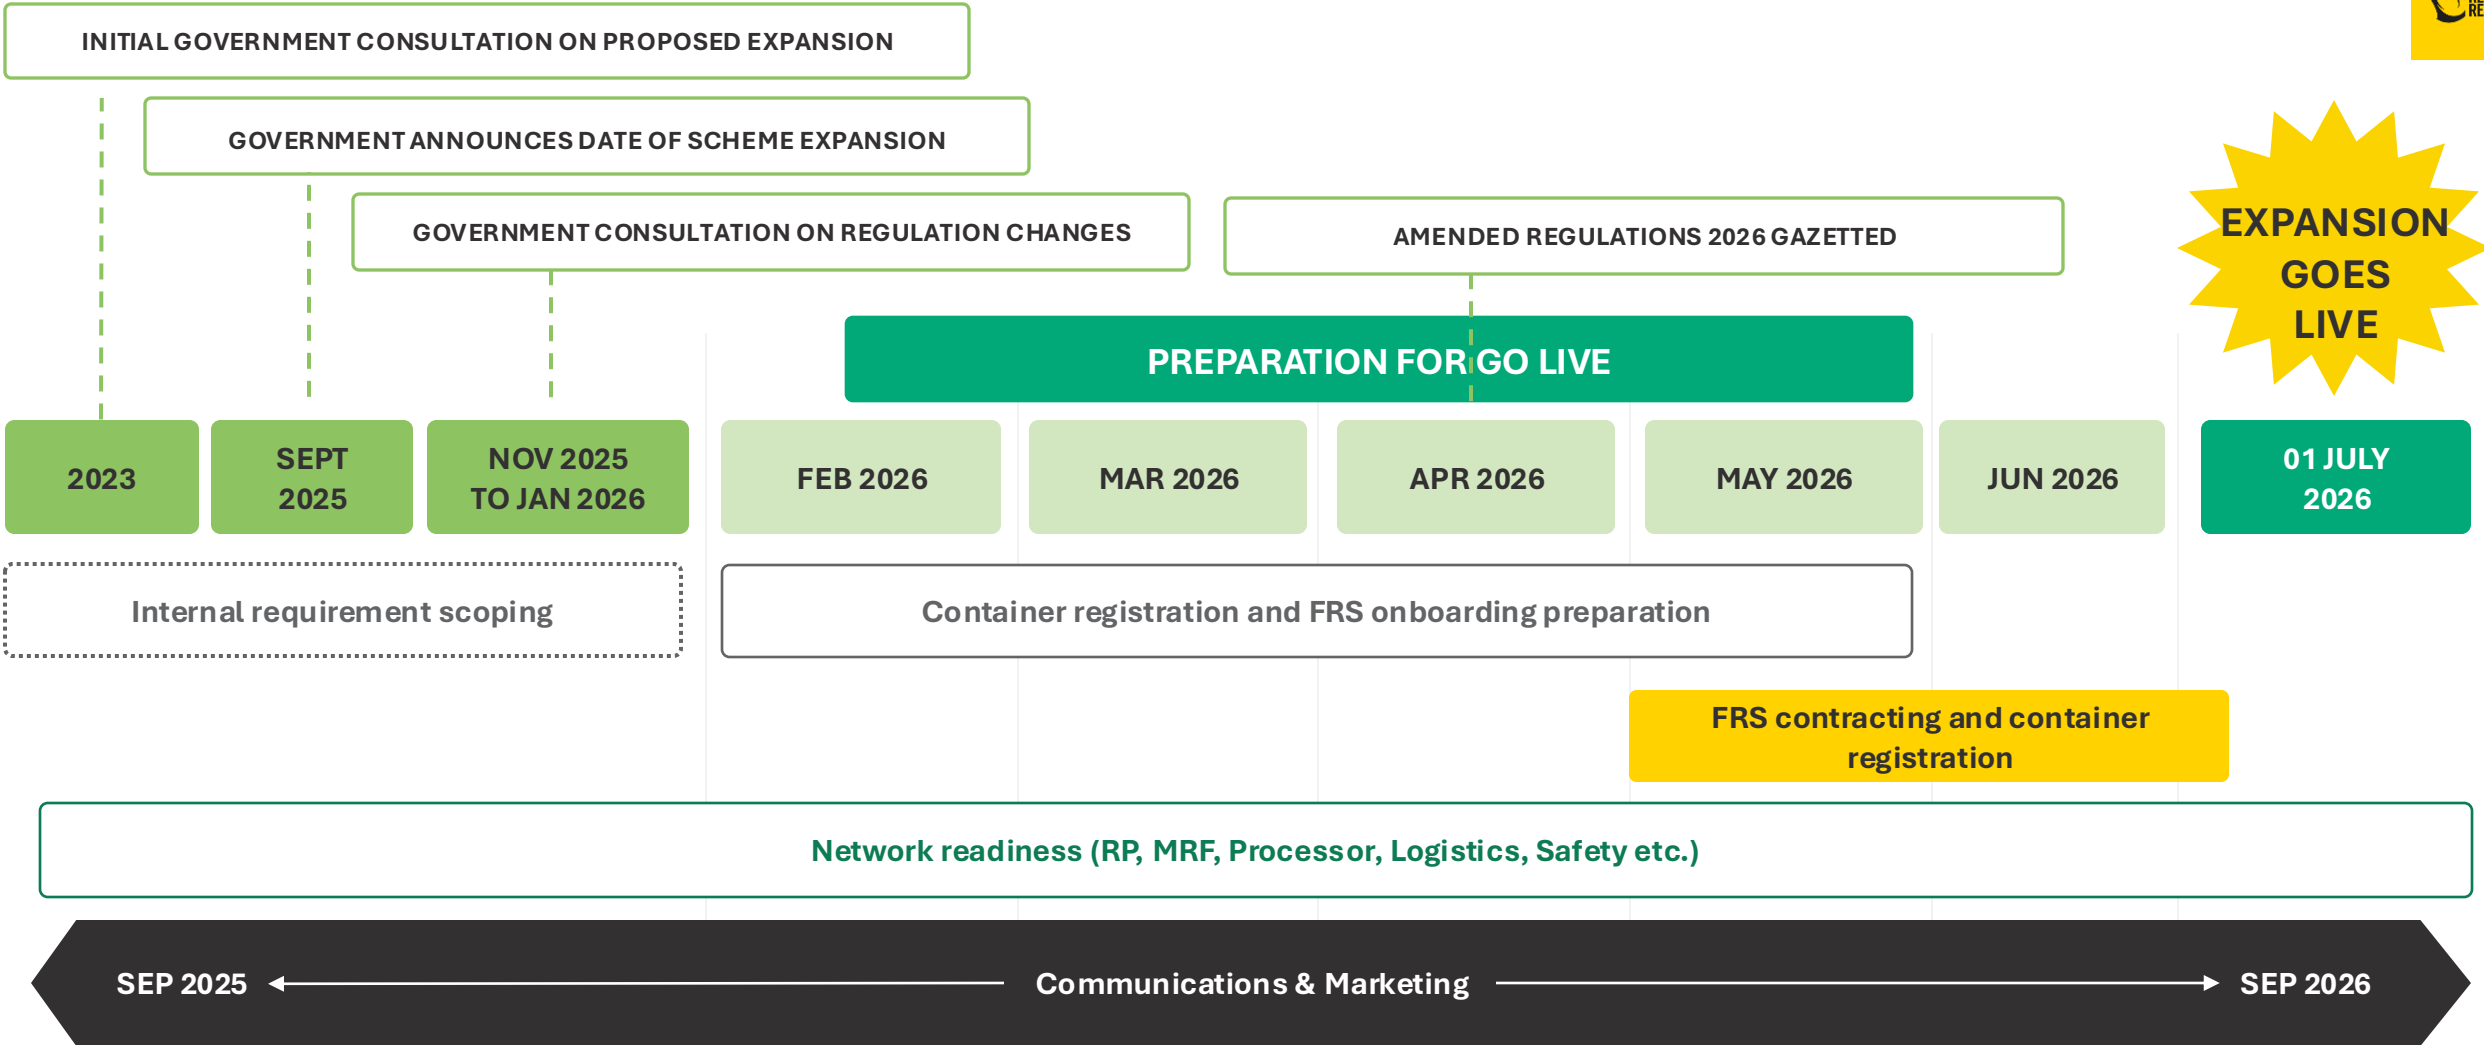 INITIAL GOVERNMENT CONSULTATION ON PROPOSED EXPANSION
GOVERNMENT ANNOUNCES DATE OF SCHEME EXPANSION
GOVERNMENT CONSULTATION ON REGULATION CHANGES
AMENDED REGULATIONS 2026 GAZETTED
EXPANSION
GOES
LIVE
PREPARATION FOR GO LIVE
2023
SEPT
2025
NOV 2025
TO JAN 2026
FEB 2026
MAR 2026
APR 2026
MAY 2026
JUN 2026
01 JULY
2026
Internal requirement scoping
Container registration and FRS onboarding preparation
FRS contracting and container
registration
Network readiness (RP, MRF, Processor, Logistics, Safety etc.)
SEP 2025
Communications & Marketing
SEP 2026